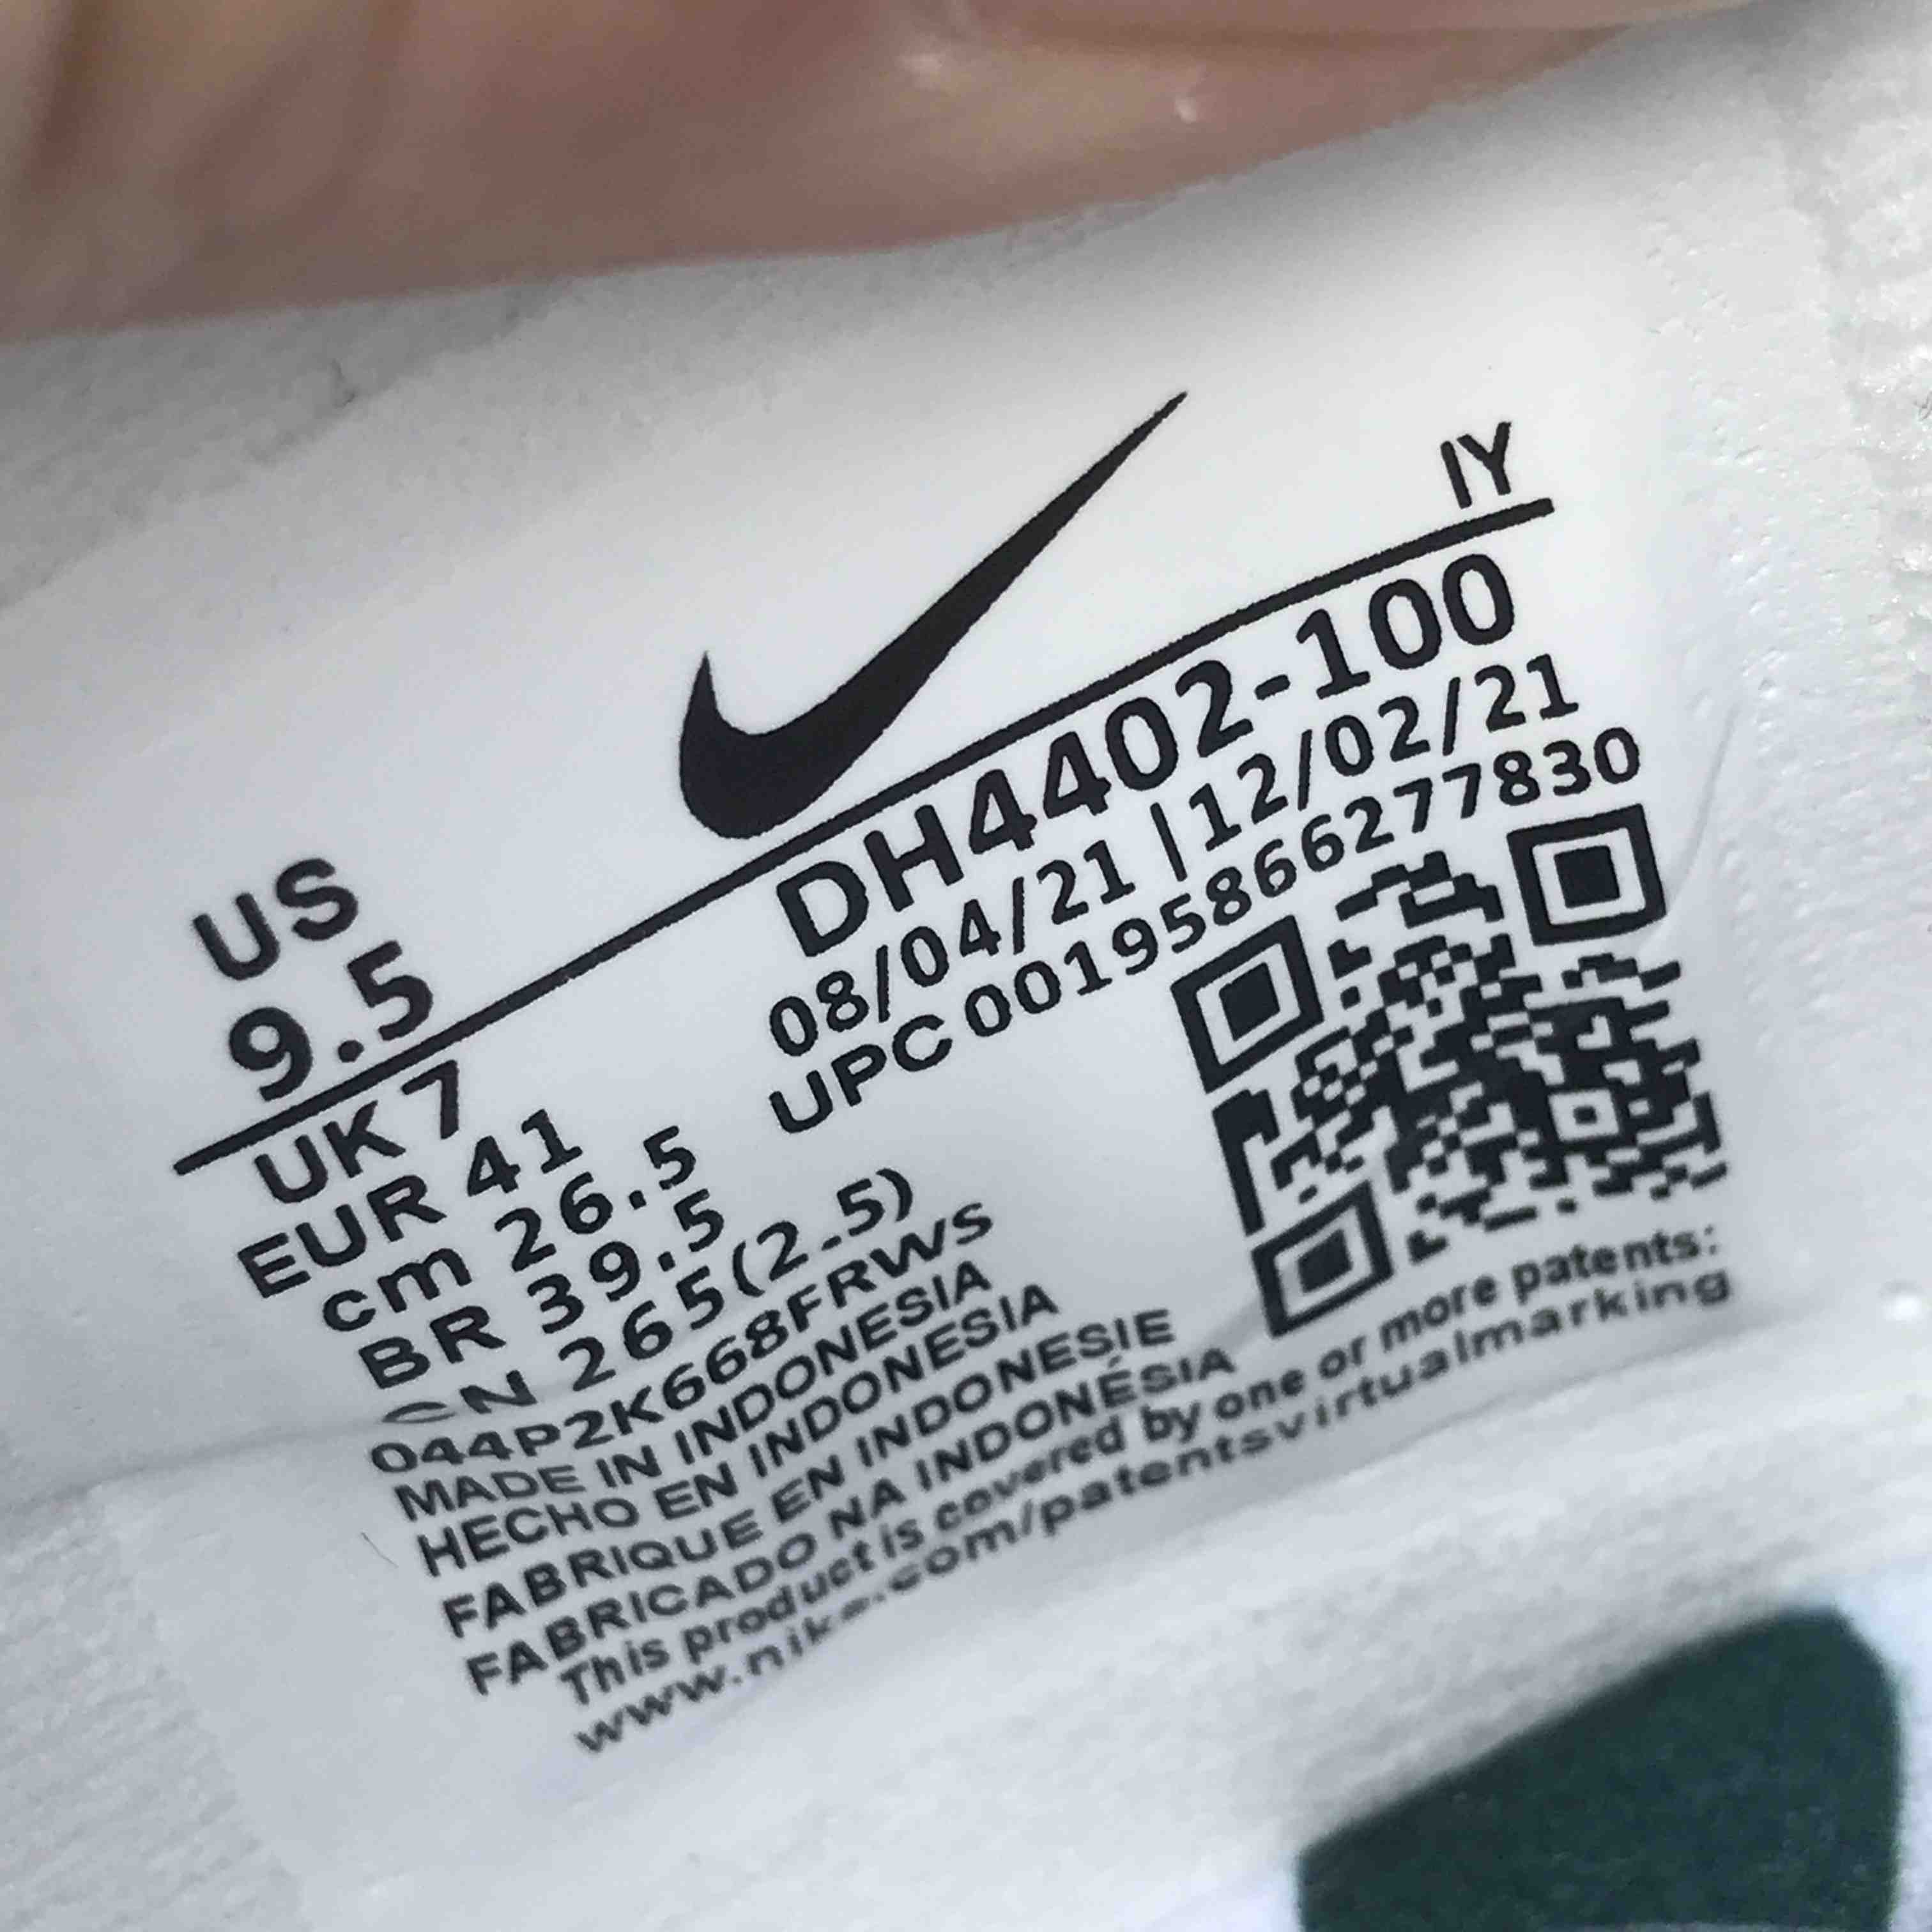 IY
US
9.5
UK 7
EUR 41
cm 26.5
BR 39.5
CN 265(2.5)
DH4402-100
08/04/21 | 12/02/21
UPC 00195866277830
044P2K668FRWS
MADE IN INDONESIA
HECHO EN INDONESIA
FABRIQUE EN INDONESIE
FABRICADO NA INDONÉSIA
This product is covered by one or more patents:
www.nike.com/patentsvirtualmarking